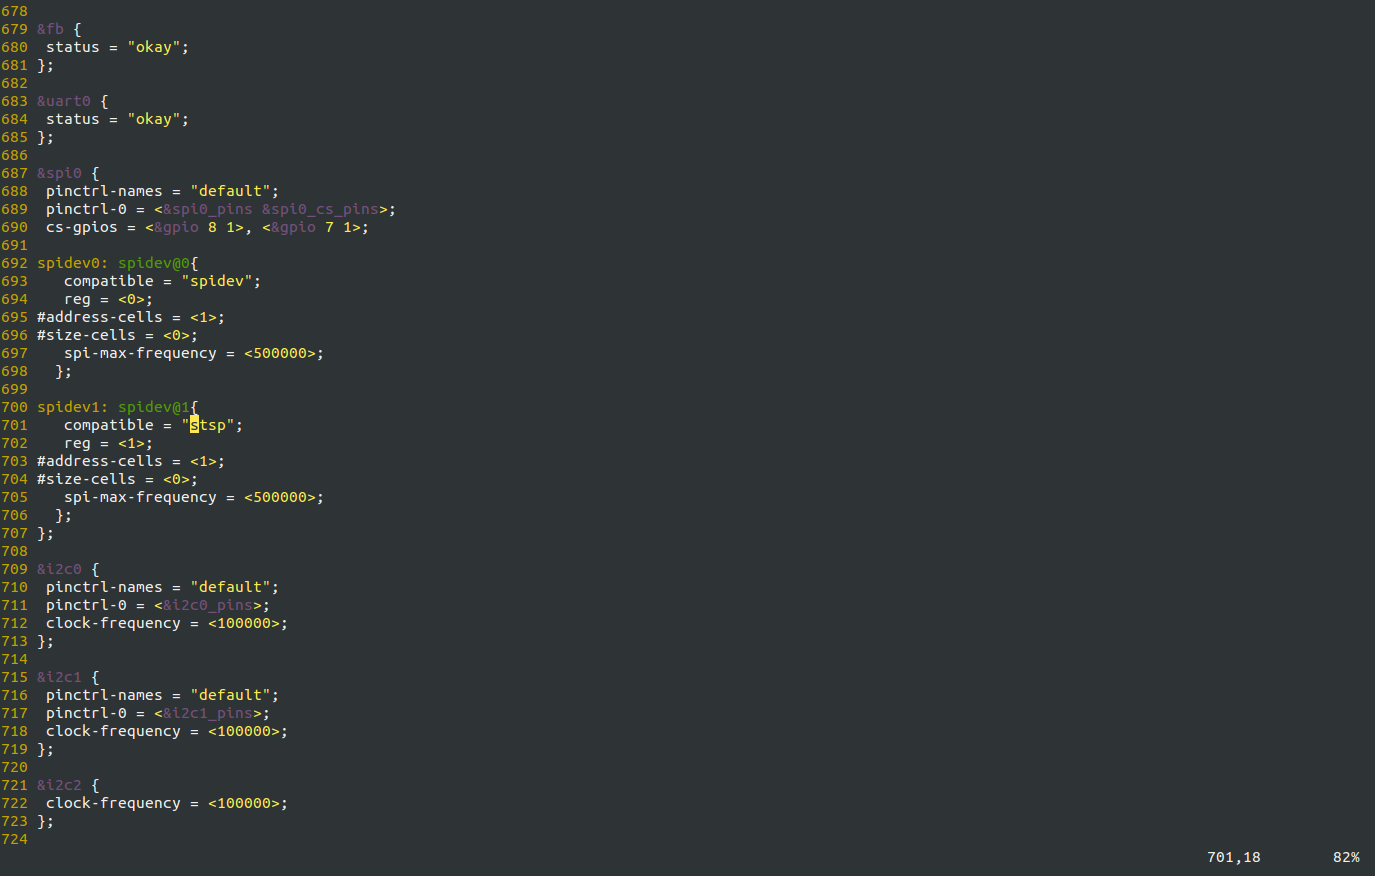 678
679 &fb {
680  status = "okay";
681 };
682
683 &uart0 {
684  status = "okay";
685 };
686
687 &spi0 {
688  pinctrl-names = "default";
689  pinctrl-0 = <&spi0_pins &spi0_cs_pins>;
690  cs-gpios = <&gpio 8 1>, <&gpio 7 1>;
691
692 spidev0: spidev@0{
693    compatible = "spidev";
694    reg = <0>;
695 #address-cells = <1>;
696 #size-cells = <0>;
697    spi-max-frequency = <500000>;
698   };
699
700 spidev1: spidev@1{
701    compatible = "stsp";
702    reg = <1>;
703 #address-cells = <1>;
704 #size-cells = <0>;
705    spi-max-frequency = <500000>;
706   };
707 };
708
709 &i2c0 {
710  pinctrl-names = "default";
711  pinctrl-0 = <&i2c0_pins>;
712  clock-frequency = <100000>;
713 };
714
715 &i2c1 {
716  pinctrl-names = "default";
717  pinctrl-0 = <&i2c1_pins>;
718  clock-frequency = <100000>;
719 };
720
721 &i2c2 {
722  clock-frequency = <100000>;
723 };
724
701,18 82%